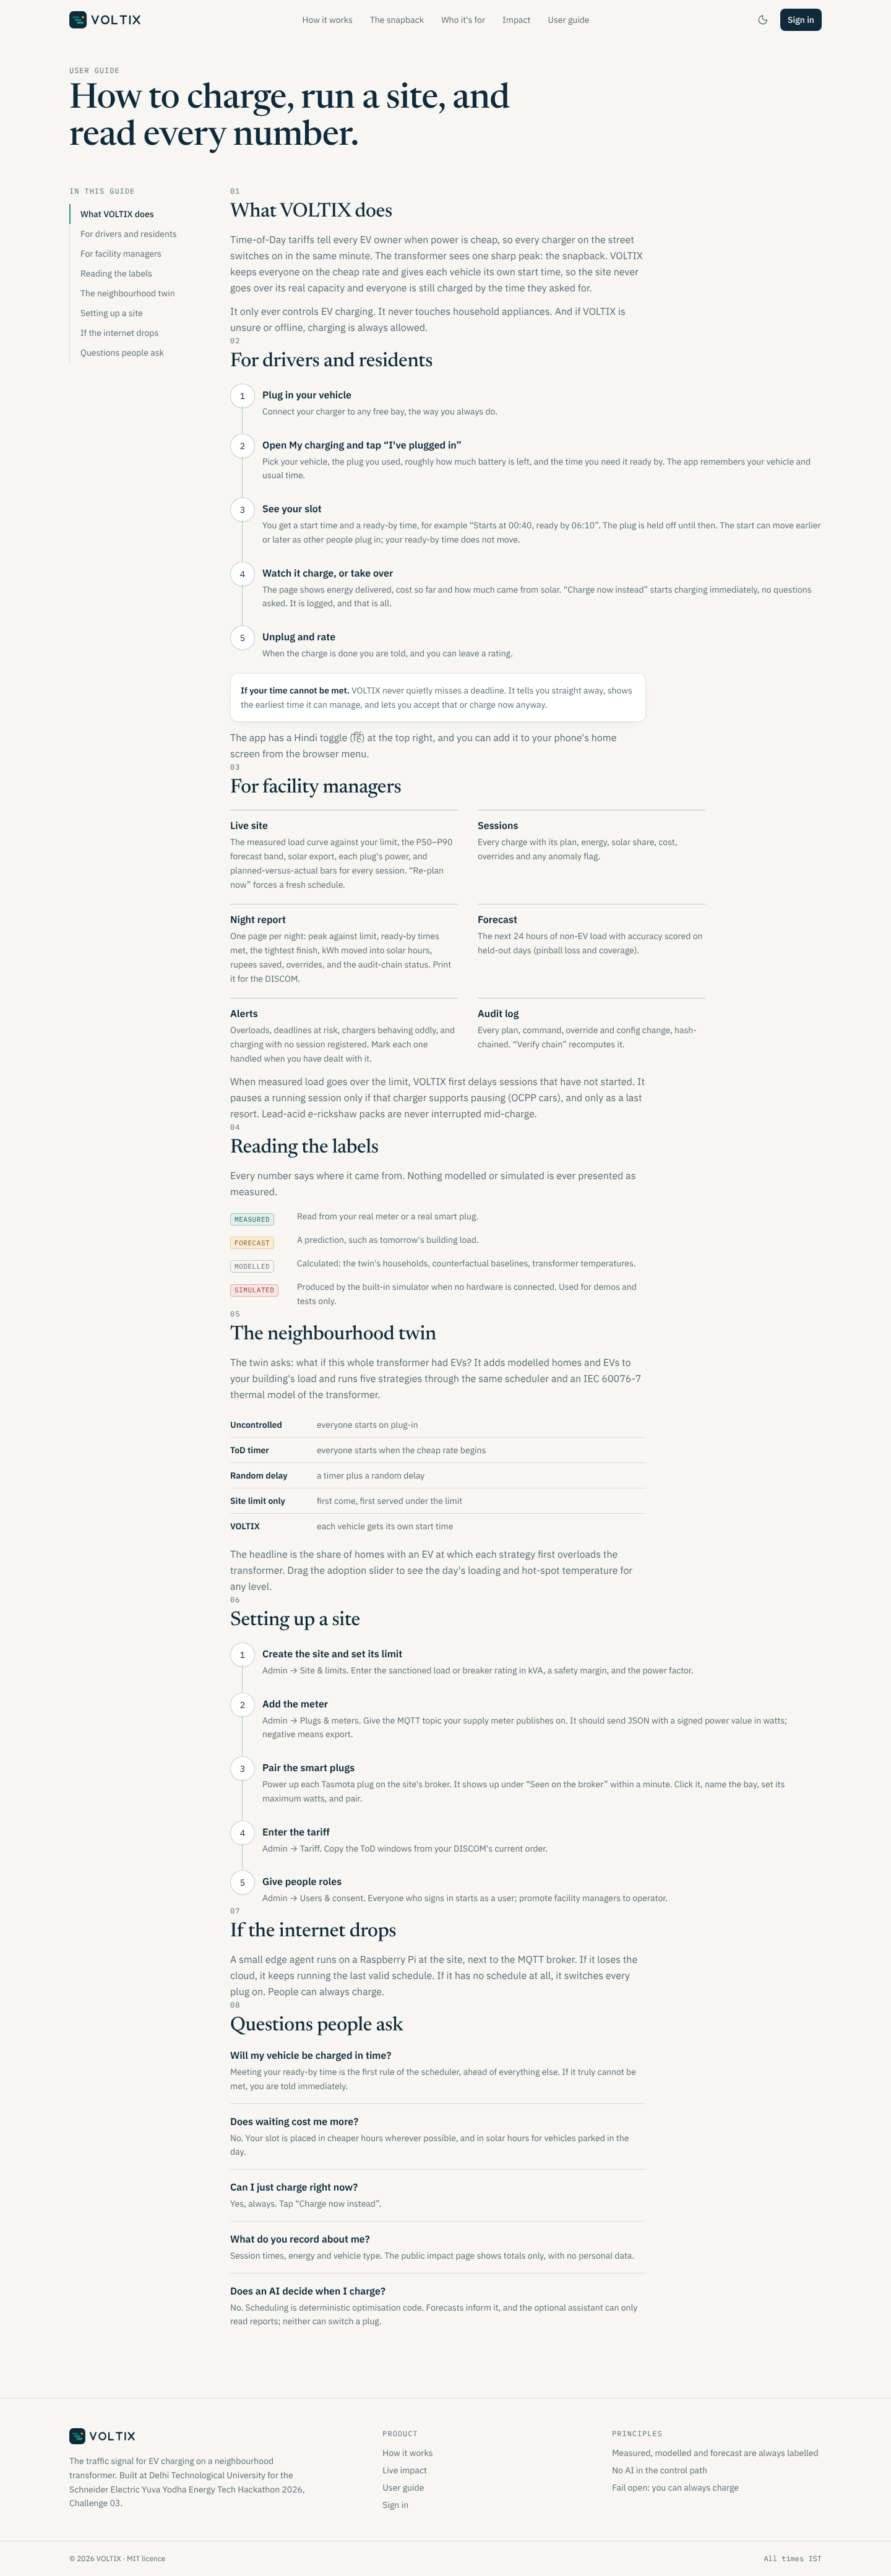 VOLTIX
How it works
The snapback
Who it's for
Impact
User guide
Sign in
USER GUIDE
How to charge, run a site, and
read every number.
IN THIS GUIDE
What VOLTIX does
For drivers and residents
For facility managers
Reading the labels
The neighbourhood twin
Setting up a site
If the internet drops
Questions people ask
01
What VOLTIX does
Time-of-Day tariffs tell every EV owner when power is cheap, so every charger on the street
switches on in the same minute. The transformer sees one sharp peak: the snapback. VOLTIX
keeps everyone on the cheap rate and gives each vehicle its own start time, so the site never
goes over its real capacity and everyone is still charged by the time they asked for.
It only ever controls EV charging. It never touches household appliances. And if VOLTIX is
unsure or offline, charging is always allowed.
02
For drivers and residents
1
Plug in your vehicle
Connect your charger to any free bay, the way you always do.
2
Open My charging and tap “I've plugged in”
Pick your vehicle, the plug you used, roughly how much battery is left, and the time you need it ready by. The app remembers your vehicle and
usual time.
3
See your slot
You get a start time and a ready-by time, for example “Starts at 00:40, ready by 06:10”. The plug is held off until then. The start can move earlier
or later as other people plug in; your ready-by time does not move.
4
Watch it charge, or take over
The page shows energy delivered, cost so far and how much came from solar. “Charge now instead” starts charging immediately, no questions
asked. It is logged, and that is all.
5
Unplug and rate
When the charge is done you are told, and you can leave a rating.
If your time cannot be met. VOLTIX never quietly misses a deadline. It tells you straight away, shows
the earliest time it can manage, and lets you accept that or charge now anyway.
The app has a Hindi toggle (हिं) at the top right, and you can add it to your phone's home
screen from the browser menu.
03
For facility managers
Live site
The measured load curve against your limit, the P50–P90
forecast band, solar export, each plug's power, and
planned-versus-actual bars for every session. “Re-plan
now” forces a fresh schedule.
Sessions
Every charge with its plan, energy, solar share, cost,
overrides and any anomaly flag.
Night report
One page per night: peak against limit, ready-by times
met, the tightest finish, kWh moved into solar hours,
rupees saved, overrides, and the audit-chain status. Print
it for the DISCOM.
Forecast
The next 24 hours of non-EV load with accuracy scored on
held-out days (pinball loss and coverage).
Alerts
Overloads, deadlines at risk, chargers behaving oddly, and
charging with no session registered. Mark each one
handled when you have dealt with it.
Audit log
Every plan, command, override and config change, hash-
chained. “Verify chain” recomputes it.
When measured load goes over the limit, VOLTIX first delays sessions that have not started. It
pauses a running session only if that charger supports pausing (OCPP cars), and only as a last
resort. Lead-acid e-rickshaw packs are never interrupted mid-charge.
04
Reading the labels
Every number says where it came from. Nothing modelled or simulated is ever presented as
measured.
MEASURED
Read from your real meter or a real smart plug.
FORECAST
A prediction, such as tomorrow's building load.
MODELLED
Calculated: the twin's households, counterfactual baselines, transformer temperatures.
SIMULATED
Produced by the built-in simulator when no hardware is connected. Used for demos and
tests only.
05
The neighbourhood twin
The twin asks: what if this whole transformer had EVs? It adds modelled homes and EVs to
your building's load and runs five strategies through the same scheduler and an IEC 60076-7
thermal model of the transformer.
Uncontrolled
everyone starts on plug-in
ToD timer
everyone starts when the cheap rate begins
Random delay
a timer plus a random delay
Site limit only
first come, first served under the limit
VOLTIX
each vehicle gets its own start time
The headline is the share of homes with an EV at which each strategy first overloads the
transformer. Drag the adoption slider to see the day's loading and hot-spot temperature for
any level.
06
Setting up a site
1
Create the site and set its limit
Admin → Site & limits. Enter the sanctioned load or breaker rating in kVA, a safety margin, and the power factor.
2
Add the meter
Admin → Plugs & meters. Give the MQTT topic your supply meter publishes on. It should send JSON with a signed power value in watts;
negative means export.
3
Pair the smart plugs
Power up each Tasmota plug on the site's broker. It shows up under “Seen on the broker” within a minute. Click it, name the bay, set its
maximum watts, and pair.
4
Enter the tariff
Admin → Tariff. Copy the ToD windows from your DISCOM's current order.
5
Give people roles
Admin → Users & consent. Everyone who signs in starts as a user; promote facility managers to operator.
07
If the internet drops
A small edge agent runs on a Raspberry Pi at the site, next to the MQTT broker. If it loses the
cloud, it keeps running the last valid schedule. If it has no schedule at all, it switches every
plug on. People can always charge.
08
Questions people ask
Will my vehicle be charged in time?
Meeting your ready-by time is the first rule of the scheduler, ahead of everything else. If it truly cannot be
met, you are told immediately.
Does waiting cost me more?
No. Your slot is placed in cheaper hours wherever possible, and in solar hours for vehicles parked in the
day.
Can I just charge right now?
Yes, always. Tap “Charge now instead”.
What do you record about me?
Session times, energy and vehicle type. The public impact page shows totals only, with no personal data.
Does an AI decide when I charge?
No. Scheduling is deterministic optimisation code. Forecasts inform it, and the optional assistant can only
read reports; neither can switch a plug.
VOLTIX
The traffic signal for EV charging on a neighbourhood
transformer. Built at Delhi Technological University for the
Schneider Electric Yuva Yodha Energy Tech Hackathon 2026,
Challenge 03.
PRODUCT
How it works
Live impact
User guide
Sign in
PRINCIPLES
Measured, modelled and forecast are always labelled
No AI in the control path
Fail open: you can always charge
© 2026 VOLTIX · MIT licence
All times IST